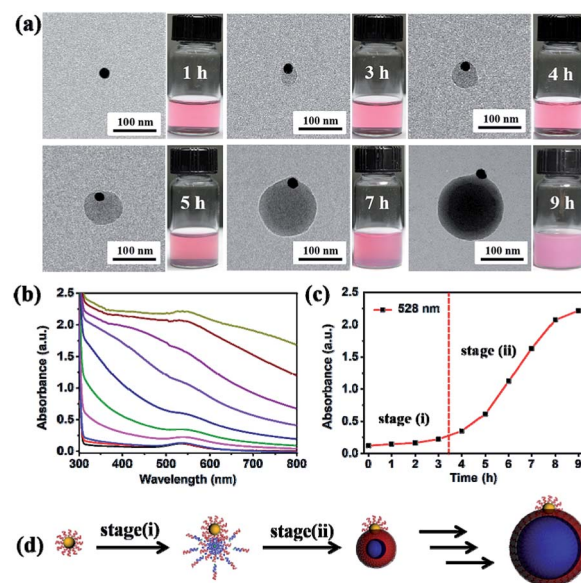 (a)
1 h
100 nm
3 h
100 nm
4 h
100 nm
5 h
100 nm
7 h
100 nm
9 h
100 nm
(b)
2.5
2.0
1.5
1.0
0.5
0.0
Absorbance (a.u.)
300 400 500 600 700 800
Wavelength (nm)
(c)
2.5
2.0
1.5
1.0
0.5
0.0
Absorbance (a.u.)
528 nm
stage (i)
stage (ii)
0 1 2 3 4 5 6 7 8 9
Time (h)
(d)
stage(i)
stage(ii)